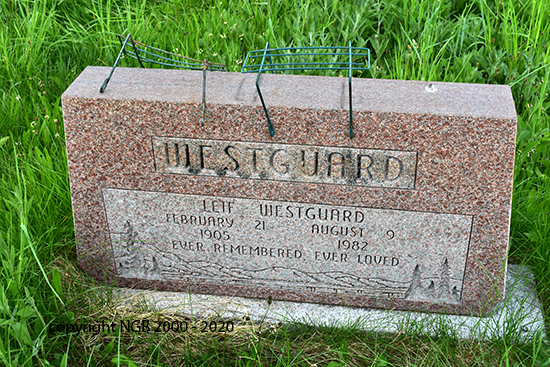 WESTGUARD
LEIF WESTGUARD
FEBRUARY 21 AUGUST 9
1905 1982
EVER REMEMBERED EVER LOVED
Copyright NGB 2000 - 2020